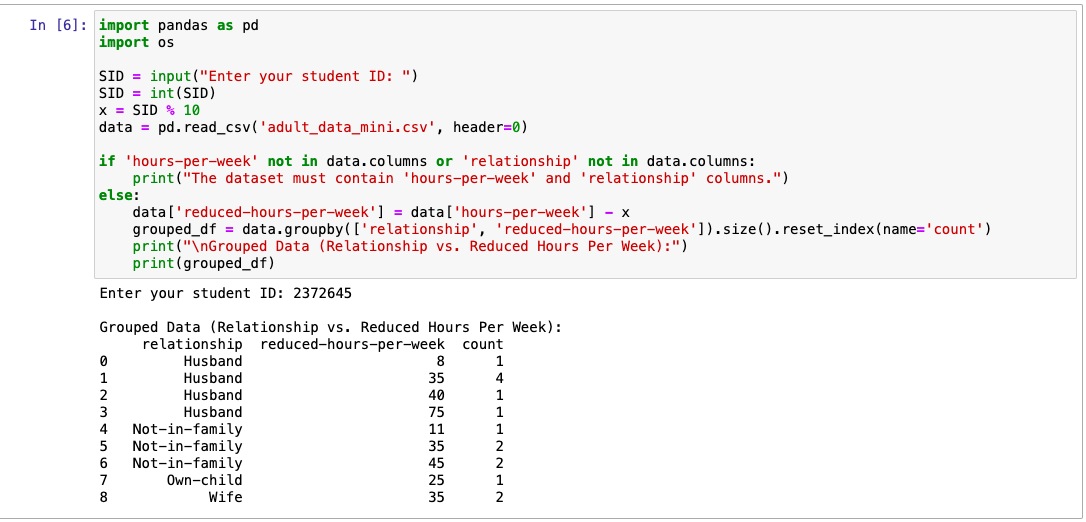 In [6]: import pandas as pd
import os
SID = input("Enter your student ID: ")
SID = int(SID)
x = SID % 10
data = pd.read_csv('adult_data_mini.csv', header=0)
if 'hours-per-week' not in data.columns or 'relationship' not in data.columns:
    print("The dataset must contain 'hours-per-week' and 'relationship' columns.")
else:
    data['reduced-hours-per-week'] = data['hours-per-week'] - x
    grouped_df = data.groupby(['relationship', 'reduced-hours-per-week']).size().reset_index(name='count')
    print("\nGrouped Data (Relationship vs. Reduced Hours Per Week):")
    print(grouped_df)
Enter your student ID: 2372645
Grouped Data (Relationship vs. Reduced Hours Per Week):
     relationship  reduced-hours-per-week  count
0         Husband                       8      1
1         Husband                      35      4
2         Husband                      40      1
3         Husband                      75      1
4   Not-in-family                      11      1
5   Not-in-family                      35      2
6   Not-in-family                      45      2
7       Own-child                      25      1
8            Wife                      35      2